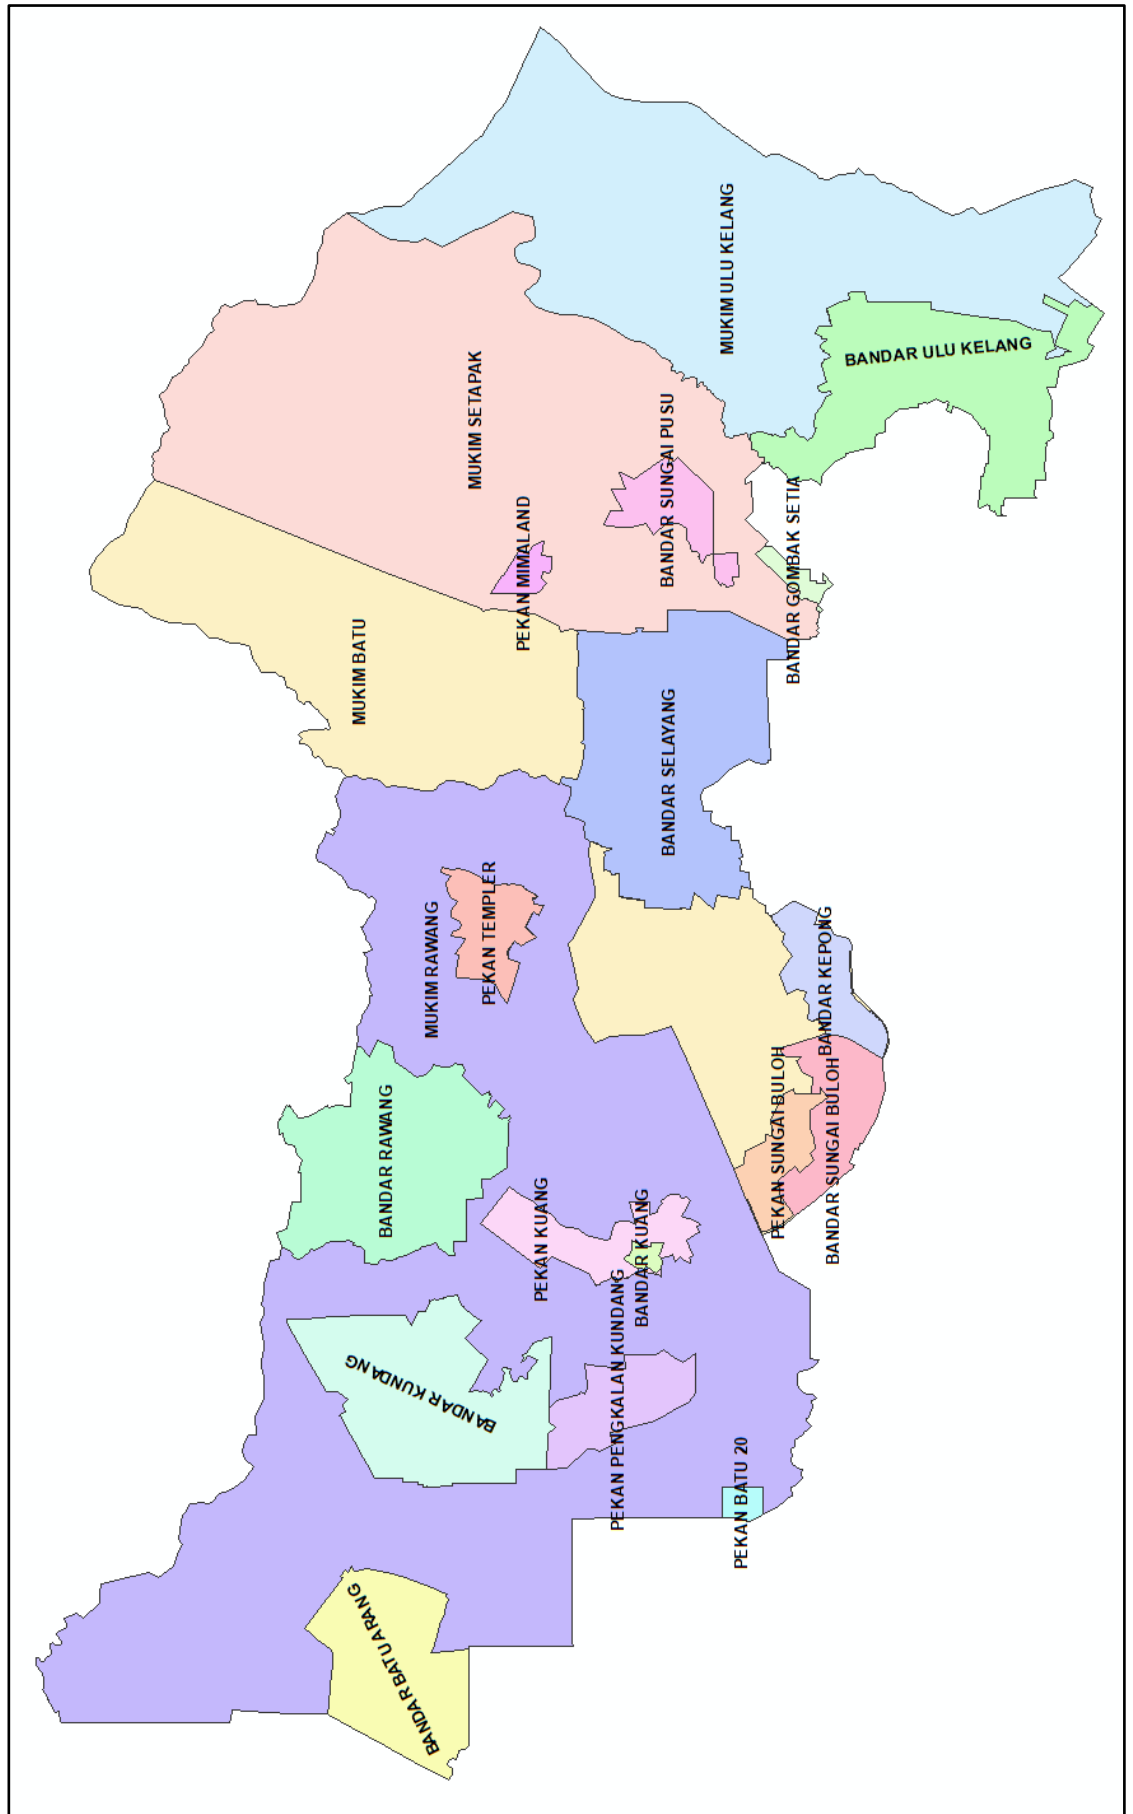 MUKIM ULU KELANG
BANDAR ULU KELANG
MUKIM SETAPAK
BANDAR SUNGAI PUSU
PEKAN MIMALAND
BANDAR GOMBAK SETIA
MUKIM BATU
BANDAR SELAYANG
PEKAN TEMPLER
MUKIM RAWANG
BANDAR KEPONG
PEKAN SUNGAI BULOH
BANDAR SUNGAI BULOH
BANDAR RAWANG
PEKAN KUANG
BANDAR KUANG
PEKAN PENGKALAN KUNDANG
BANDAR KUNDANG
PEKAN BATU 20
BANDAR BATU ARANG